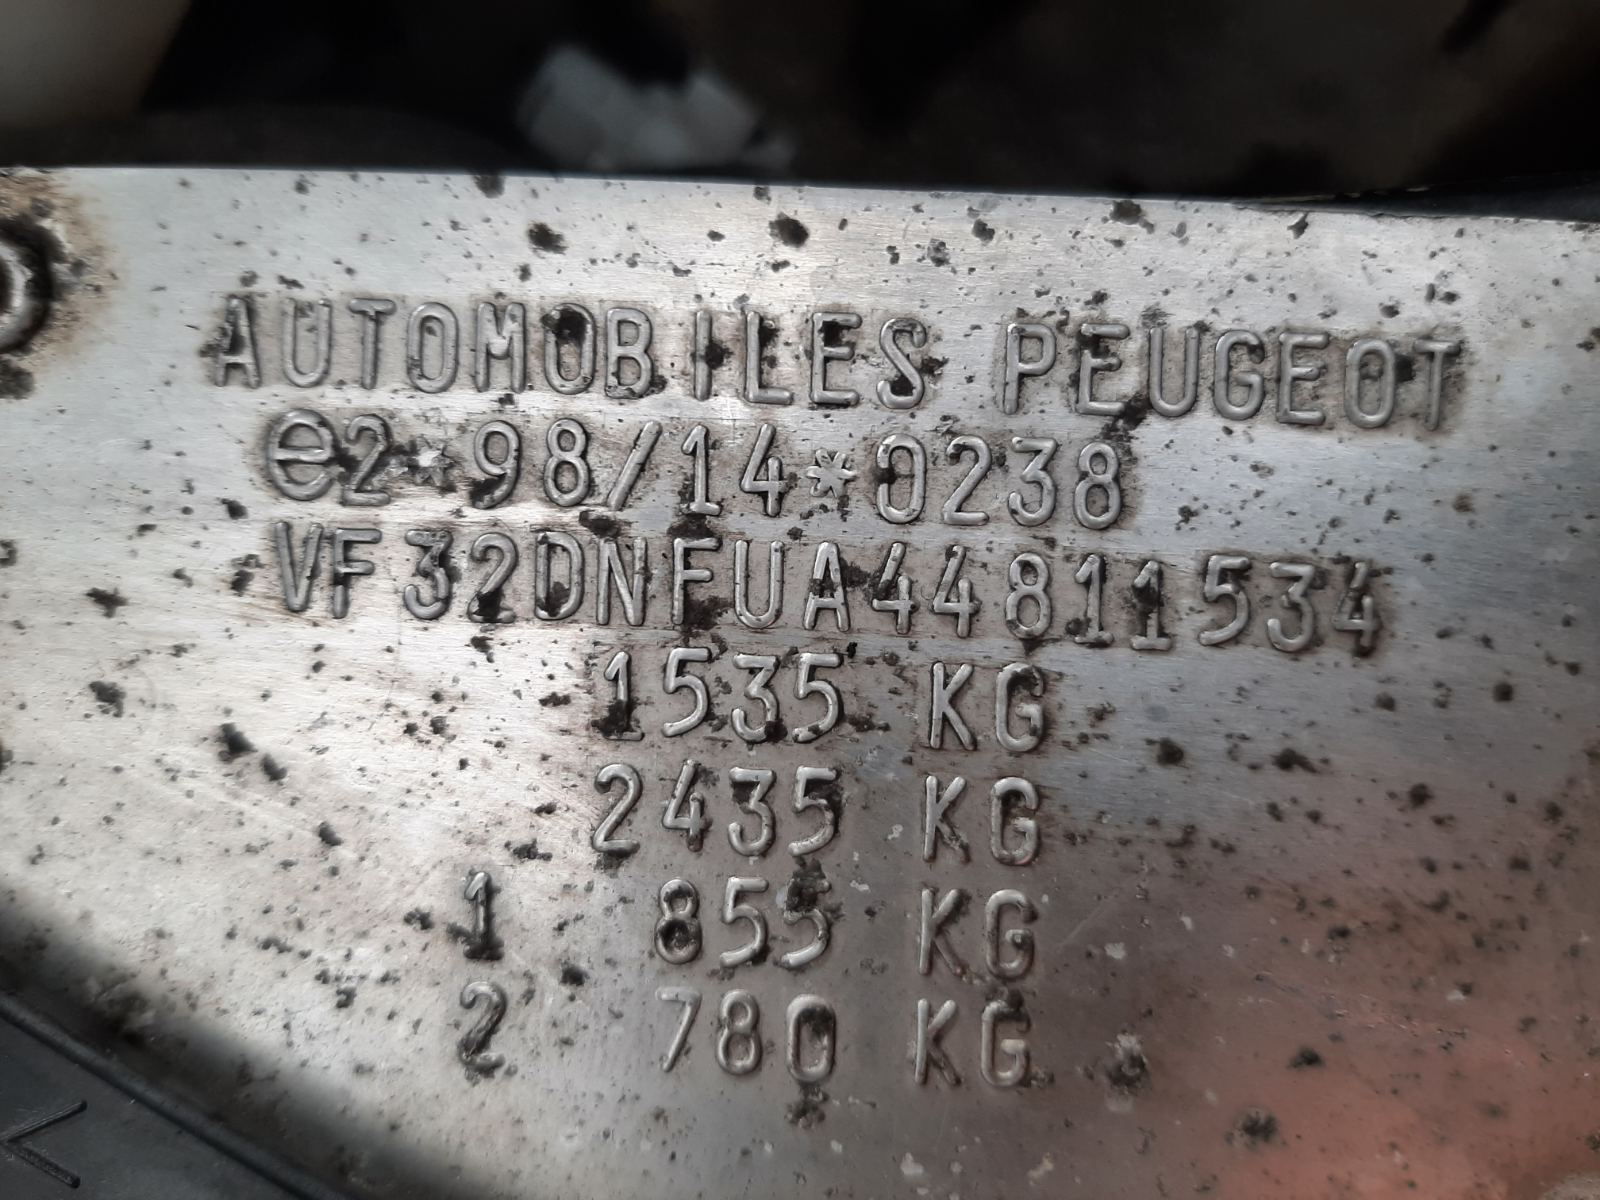 AUTOMOBILES PEUGEOT
e2*98/14*0238
VF32DNFUA44811534
1535 KG
2435 KG
1 855 KG
2 780 KG